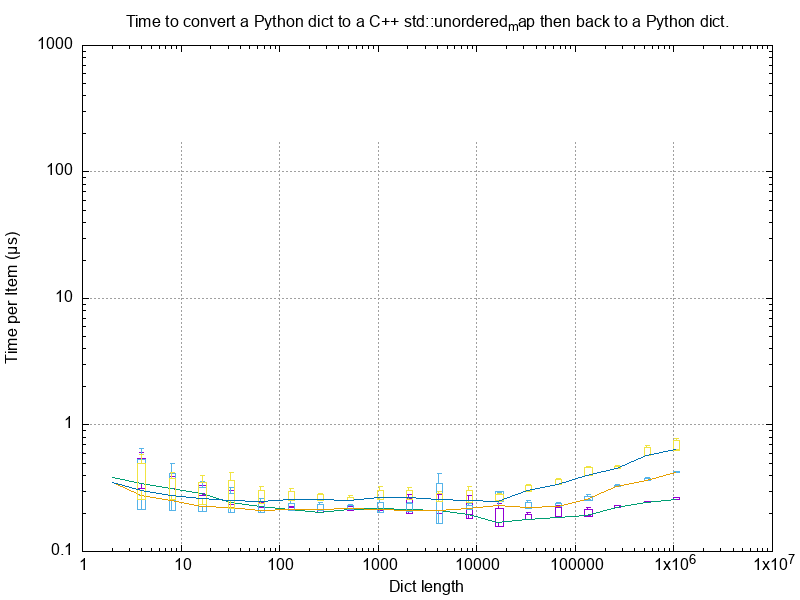 Time to convert a Python dict to a C++ std::unordered_map then back to a Python dict.
1000
100
10
1
0.1
Time per Item (µs)
1 10 100 1000 10000 100000 1x10^6 1x10^7
Dict length